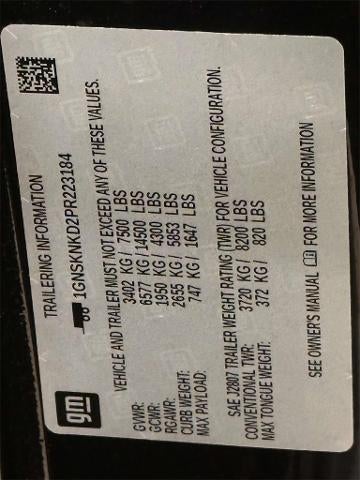 gm
TRAILERING INFORMATION
1GNSKNKD2PR223184
VEHICLE AND TRAILER MUST NOT EXCEED ANY OF THESE VALUES.
GVWR: 3402 KG/ 7500 LBS
GCWR: 6577 KG/ 14500 LBS
RGAWR: 1950 KG/ 4300 LBS
CURB WEIGHT: 2655 KG/ 5853 LBS
MAX PAYLOAD: 747 KG/ 1647 LBS
SAE J2807 TRAILER WEIGHT RATING (TWR) FOR VEHICLE CONFIGURATION.
CONVENTIONAL TWR: 3720 KG/ 8200 LBS
MAX TONGUE WEIGHT: 372 KG/ 820 LBS
SEE OWNER'S MANUAL FOR MORE INFORMATION